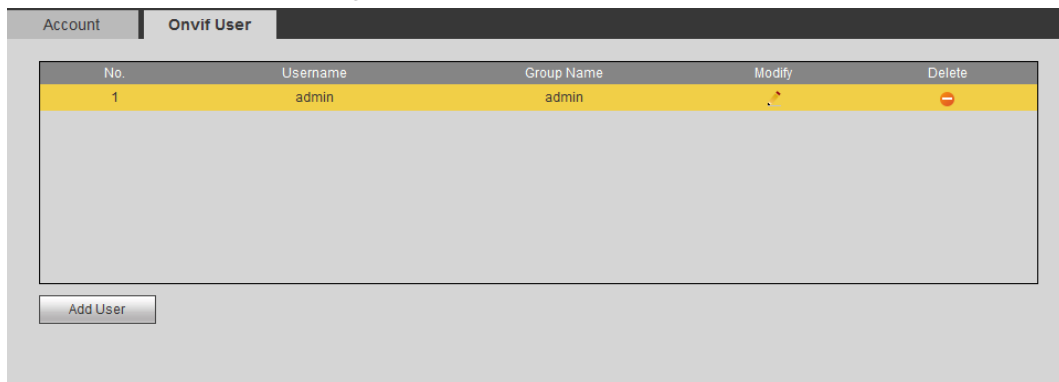 Account Onvif User
No. Username Group Name Modify Delete
1 admin admin
Add User